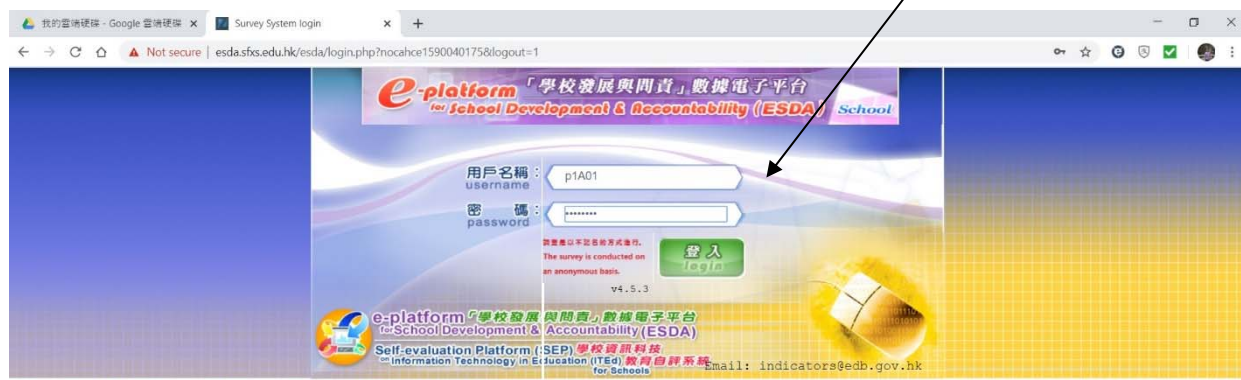 我的雲端硬碟 - Google 雲端硬碟
Survey System login
Not secure | esda.sfxs.edu.hk/esda/login.php?nocahce1590040175&logout=1
e-platform「學校發展與問責」數據電子平台
for School Development & Accountability (ESDA) School
用戶名稱：
username
p1A01
密 碼：
password
........
調查是以不記名的方式進行。
The survey is conducted on
an anonymous basis.
登入
login
v4.5.3
e-platform「學校發展與問責」數據電子平台
for School Development & Accountability (ESDA)
Self-evaluation Platform (SEP) 學校資訊科技
on Information Technology in Education (ITEd) 教育自評系統
for Schools
Email: indicators@edb.gov.hk